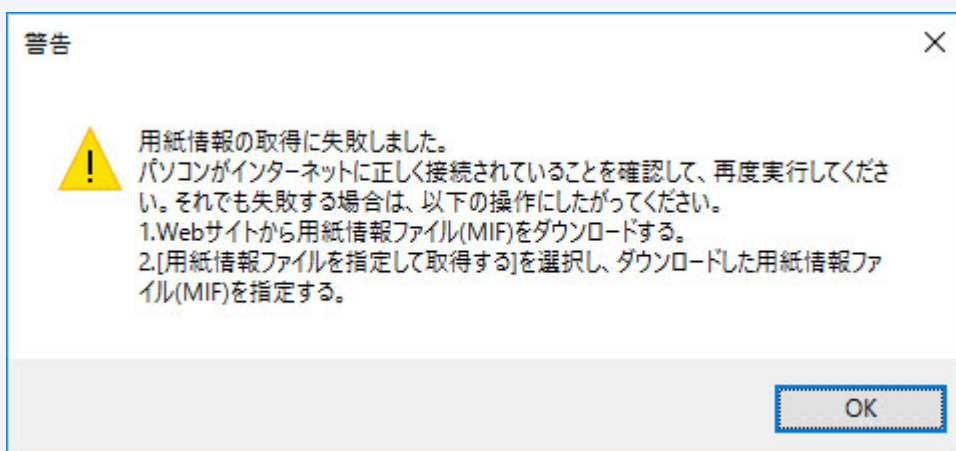 警告
用紙情報の取得に失敗しました。
パソコンがインターネットに正しく接続されていることを確認して、再度実行してくださ
い。それでも失敗する場合は、以下の操作にしたがってください。
1.Webサイトから用紙情報ファイル(MIF)をダウンロードする。
2.[用紙情報ファイルを指定して取得する]を選択し、ダウンロードした用紙情報ファ
イル(MIF)を指定する。
OK